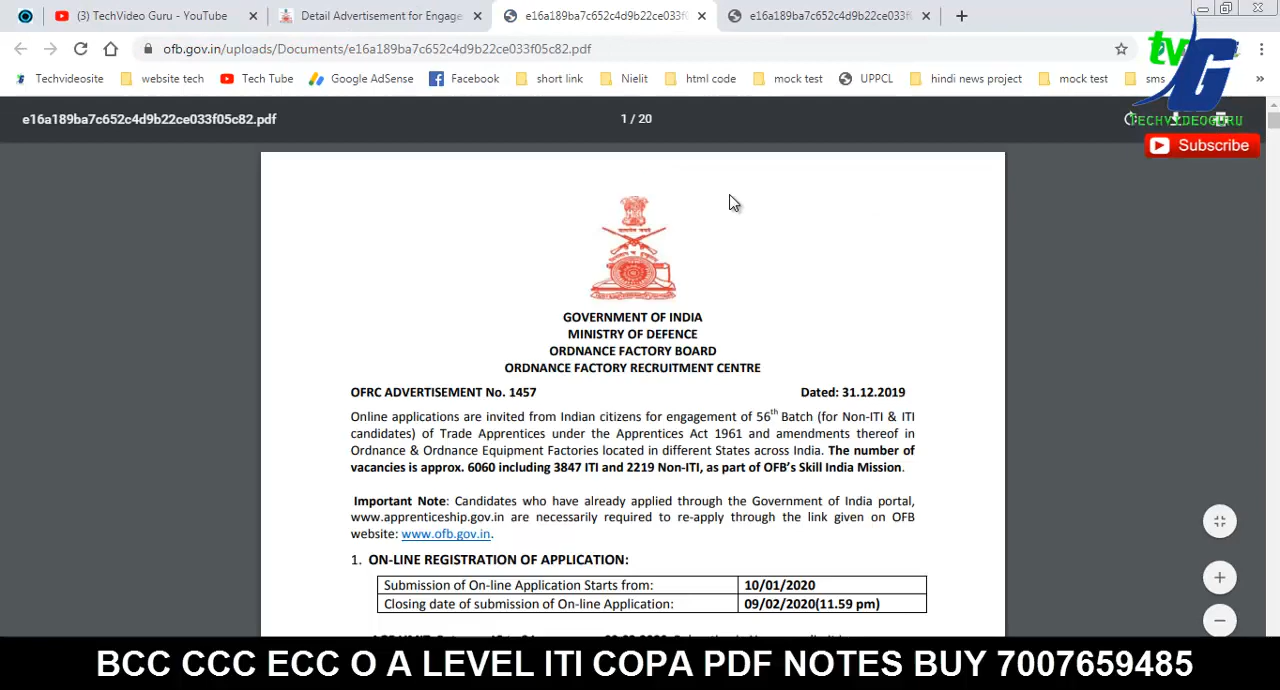 (3) TechVideo Guru - YouTube
Detail Advertisement for Engage
e16a189ba7c652c4d9b22ce033f05
e16a189ba7c652c4d9b22ce033f05c82
ofb.gov.in/uploads/Documents/e16a189ba7c652c4d9b22ce033f05c82.pdf
Techvideosite website tech Tech Tube Google AdSense Facebook short link Nielit html code mock test UPPCL hindi news project mock test sms »
tv G
TECHVIDEOGURU
Subscribe
e16a189ba7c652c4d9b22ce033f05c82.pdf
1 / 20
GOVERNMENT OF INDIA
MINISTRY OF DEFENCE
ORDNANCE FACTORY BOARD
ORDNANCE FACTORY RECRUITMENT CENTRE
OFRC ADVERTISEMENT No. 1457 Dated: 31.12.2019
Online applications are invited from Indian citizens for engagement of 56th Batch (for Non-ITI & ITI
candidates) of Trade Apprentices under the Apprentices Act 1961 and amendments thereof in
Ordnance & Ordnance Equipment Factories located in different States across India. The number of
vacancies is approx. 6060 including 3847 ITI and 2219 Non-ITI, as part of OFB's Skill India Mission.
Important Note: Candidates who have already applied through the Government of India portal,
www.apprenticeship.gov.in are necessarily required to re-apply through the link given on OFB
website: www.ofb.gov.in.
1. ON-LINE REGISTRATION OF APPLICATION:
Submission of On-line Application Starts from: 10/01/2020
Closing date of submission of On-line Application: 09/02/2020(11.59 pm)
BCC CCC ECC O A LEVEL ITI COPA PDF NOTES BUY 7007659485